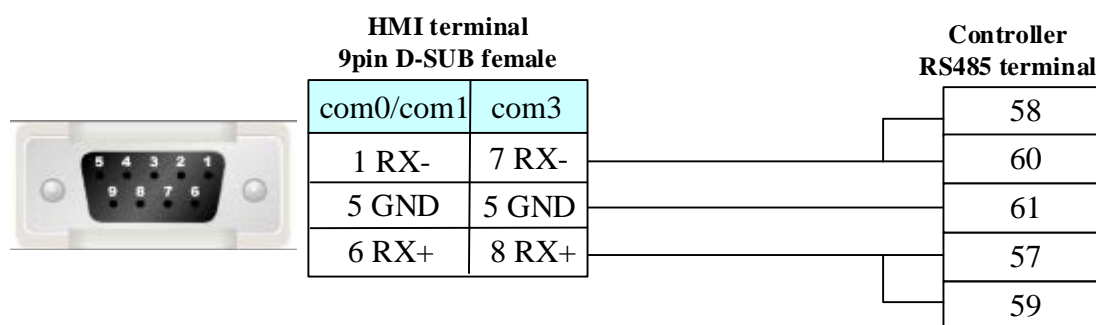 HMI terminal
9pin D-SUB female
Controller
RS485 terminal
com0/com1 com3
58
1 RX- 7 RX-
60
5 GND 5 GND
61
6 RX+ 8 RX+
57
59
5 4 3 2 1
9 8 7 6